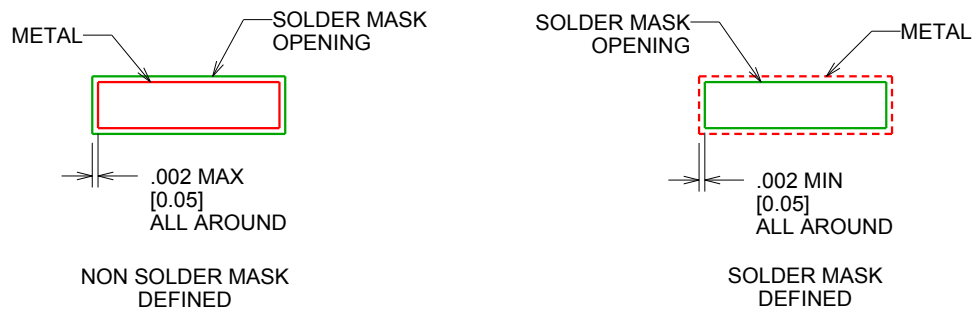 METAL
SOLDER MASK
OPENING
.002 MAX
[0.05]
ALL AROUND
NON SOLDER MASK
DEFINED
SOLDER MASK
OPENING
METAL
.002 MIN
[0.05]
ALL AROUND
SOLDER MASK
DEFINED